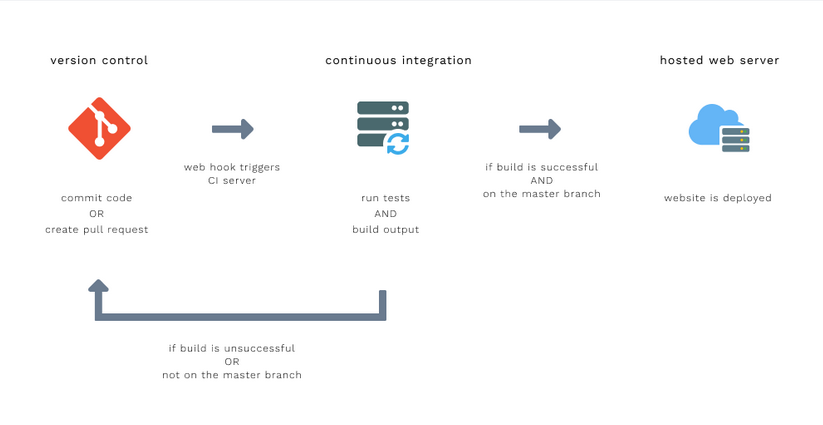 version control
continuous integration
hosted web server
web hook triggers
CI server
if build is successful
AND
on the master branch
commit code
OR
create pull request
run tests
AND
build output
website is deployed
if build is unsuccessful
OR
not on the master branch